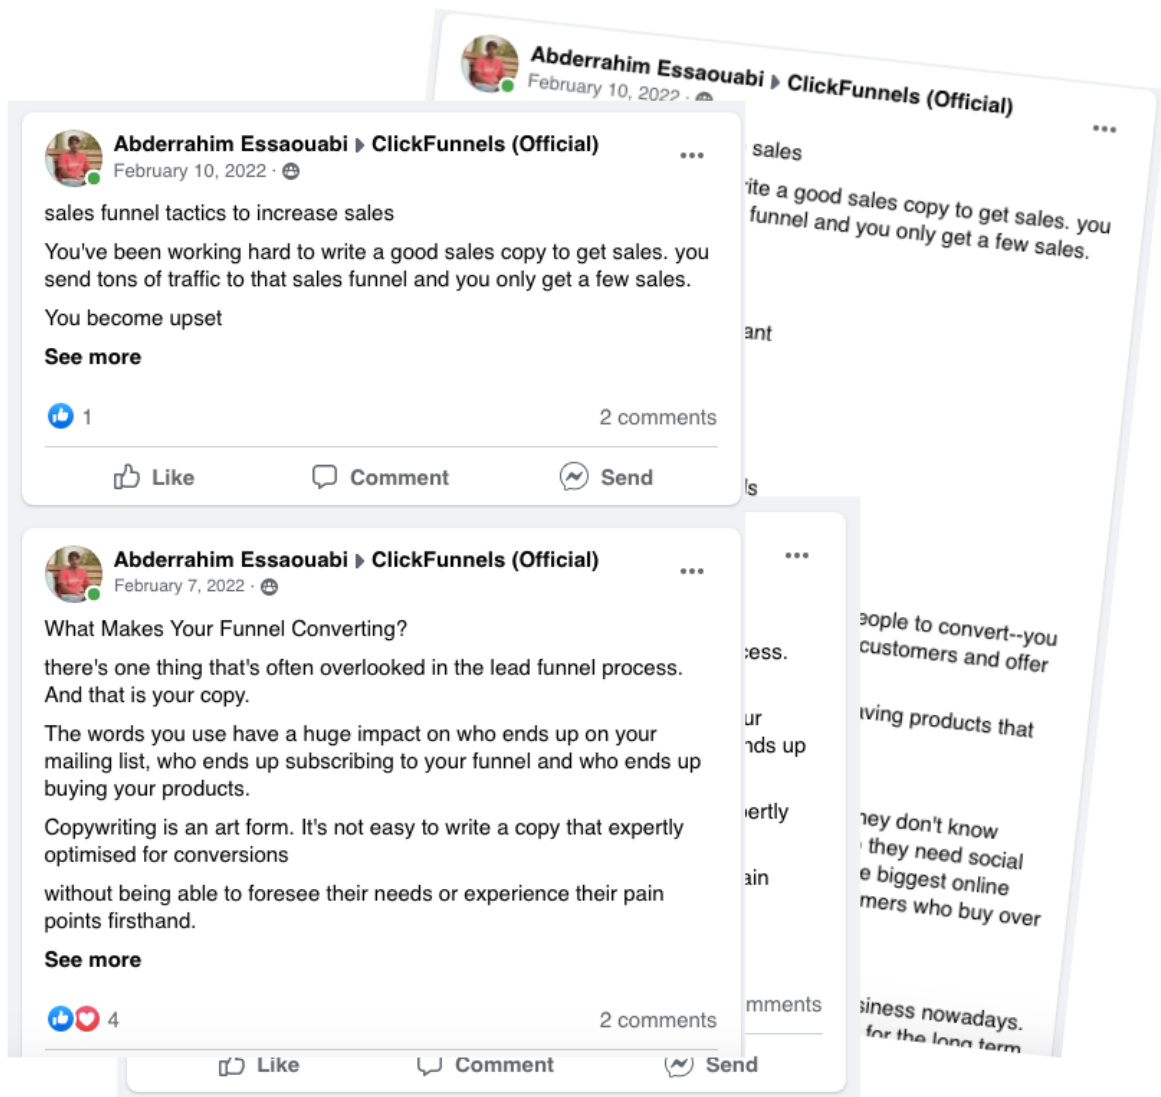 Abderrahim Essaouabi ClickFunnels (Official)
February 10, 2022 ·
sales
rite a good sales copy to get sales. you
funnel and you only get a few sales.
ant
ls
eople to convert--you
customers and offer
aving products that
hey don't know
they need social
e biggest online
mers who buy over
siness nowadays.
for the long term
Abderrahim Essaouabi ClickFunnels (Official)
February 10, 2022 ·
sales funnel tactics to increase sales
You've been working hard to write a good sales copy to get sales. you
send tons of traffic to that sales funnel and you only get a few sales.
You become upset
See more
1 2 comments
Like Comment Send
Abderrahim Essaouabi ClickFunnels (Official)
February 7, 2022 ·
What Makes Your Funnel Converting?
there's one thing that's often overlooked in the lead funnel process.
And that is your copy.
The words you use have a huge impact on who ends up on your
mailing list, who ends up subscribing to your funnel and who ends up
buying your products.
Copywriting is an art form. It's not easy to write a copy that expertly
optimised for conversions
without being able to foresee their needs or experience their pain
points firsthand.
See more
4 2 comments
cess.
ur
nds up
pertly
ain
mments
Like Comment Send